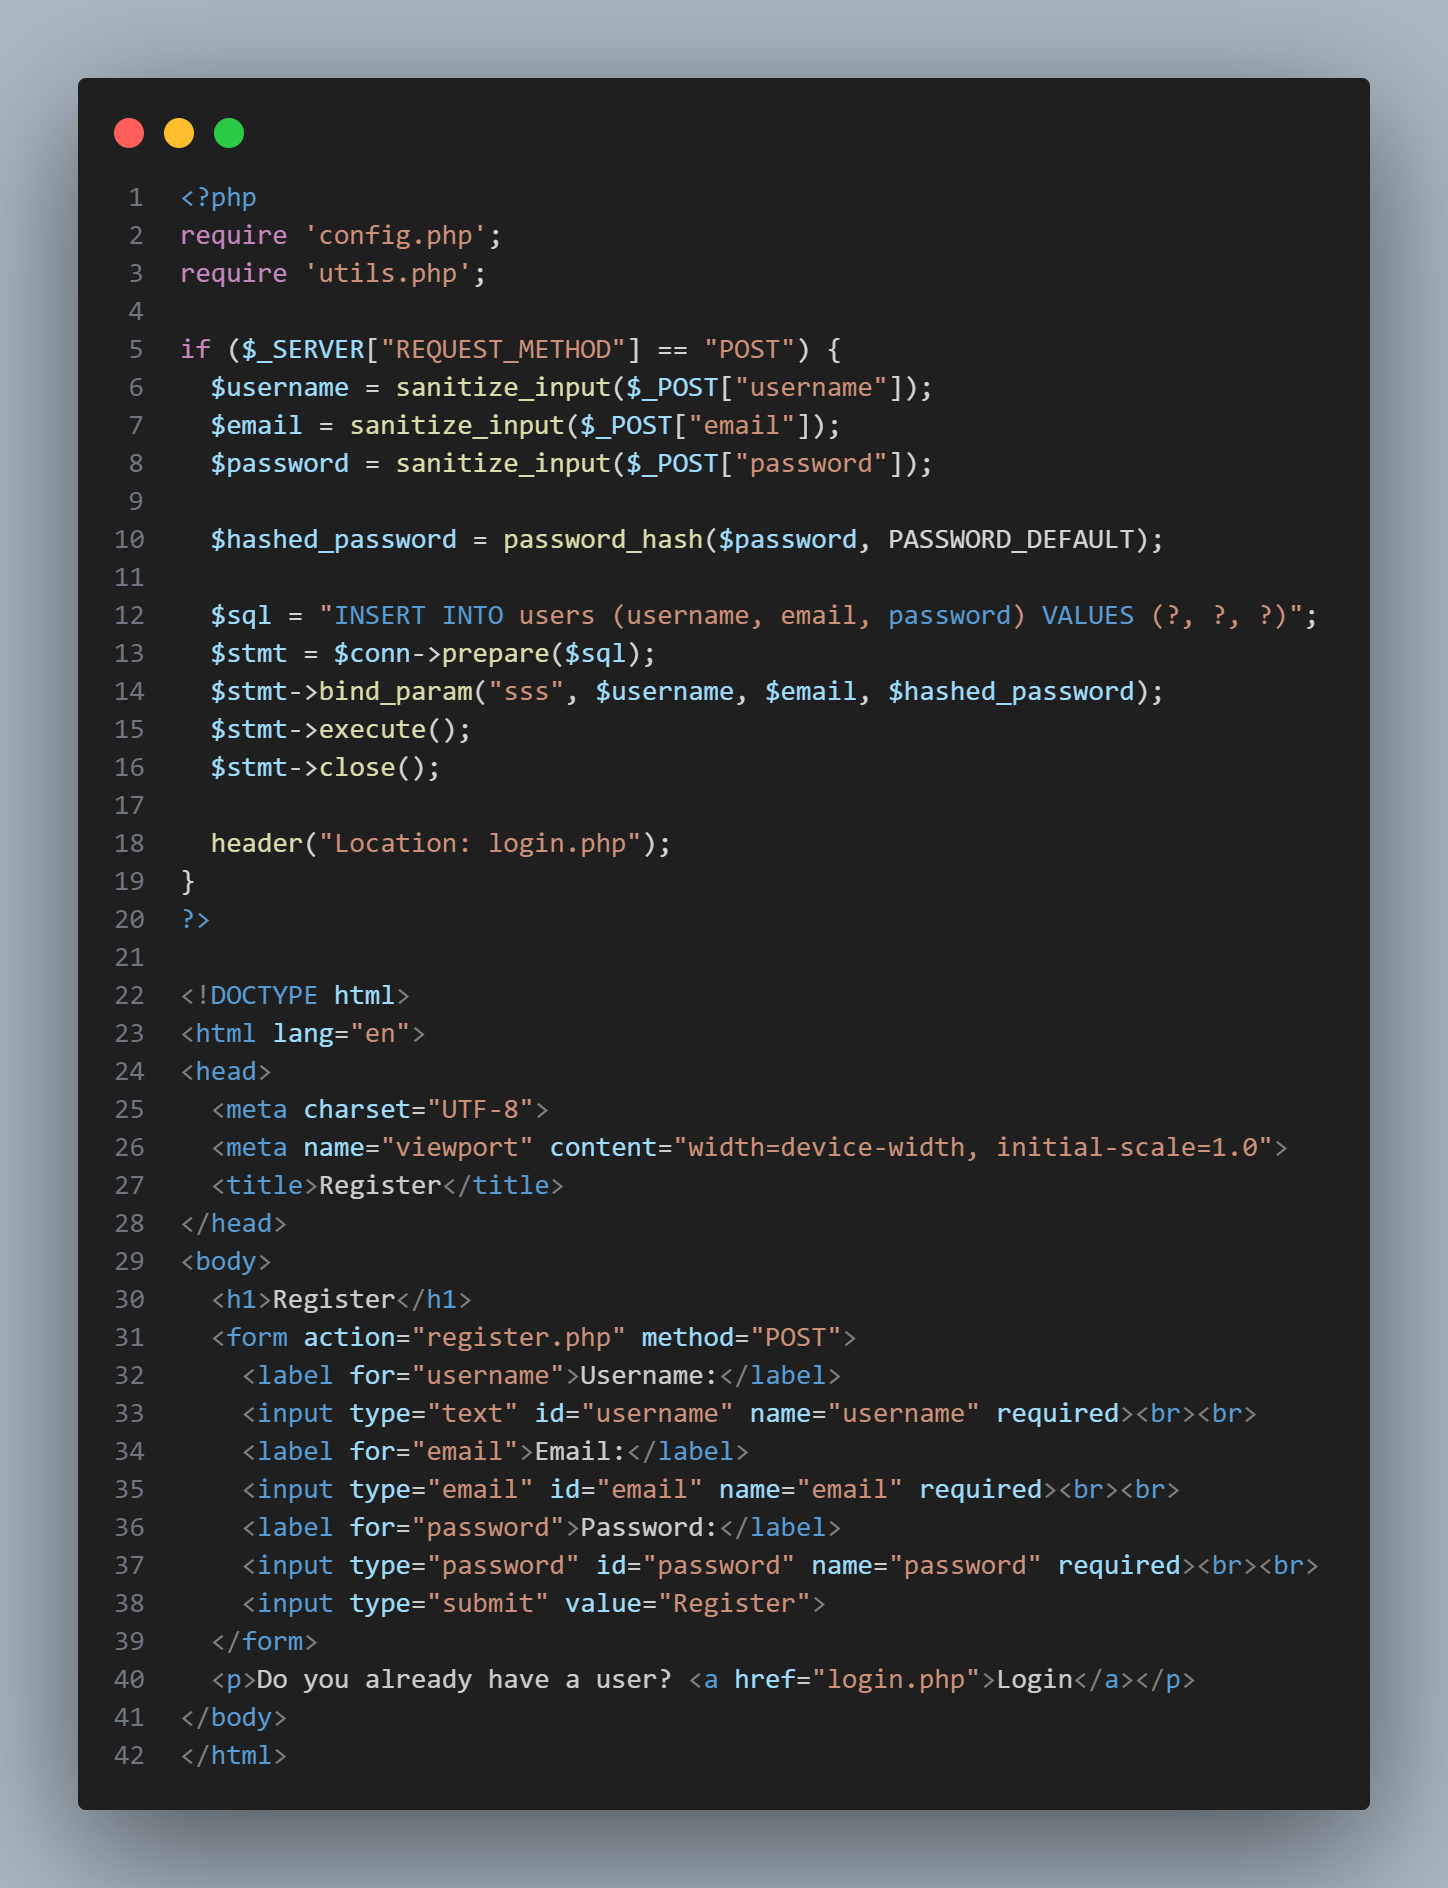 1 <?php
2 require 'config.php';
3 require 'utils.php';
4
5 if ($_SERVER["REQUEST_METHOD"] == "POST") {
6   $username = sanitize_input($_POST["username"]);
7   $email = sanitize_input($_POST["email"]);
8   $password = sanitize_input($_POST["password"]);
9
10   $hashed_password = password_hash($password, PASSWORD_DEFAULT);
11
12   $sql = "INSERT INTO users (username, email, password) VALUES (?, ?, ?)";
13   $stmt = $conn->prepare($sql);
14   $stmt->bind_param("sss", $username, $email, $hashed_password);
15   $stmt->execute();
16   $stmt->close();
17
18   header("Location: login.php");
19 }
20 ?>
21
22 <!DOCTYPE html>
23 <html lang="en">
24 <head>
25   <meta charset="UTF-8">
26   <meta name="viewport" content="width=device-width, initial-scale=1.0">
27   <title>Register</title>
28 </head>
29 <body>
30   <h1>Register</h1>
31   <form action="register.php" method="POST">
32     <label for="username">Username:</label>
33     <input type="text" id="username" name="username" required><br><br>
34     <label for="email">Email:</label>
35     <input type="email" id="email" name="email" required><br><br>
36     <label for="password">Password:</label>
37     <input type="password" id="password" name="password" required><br><br>
38     <input type="submit" value="Register">
39   </form>
40   <p>Do you already have a user? <a href="login.php">Login</a></p>
41 </body>
42 </html>